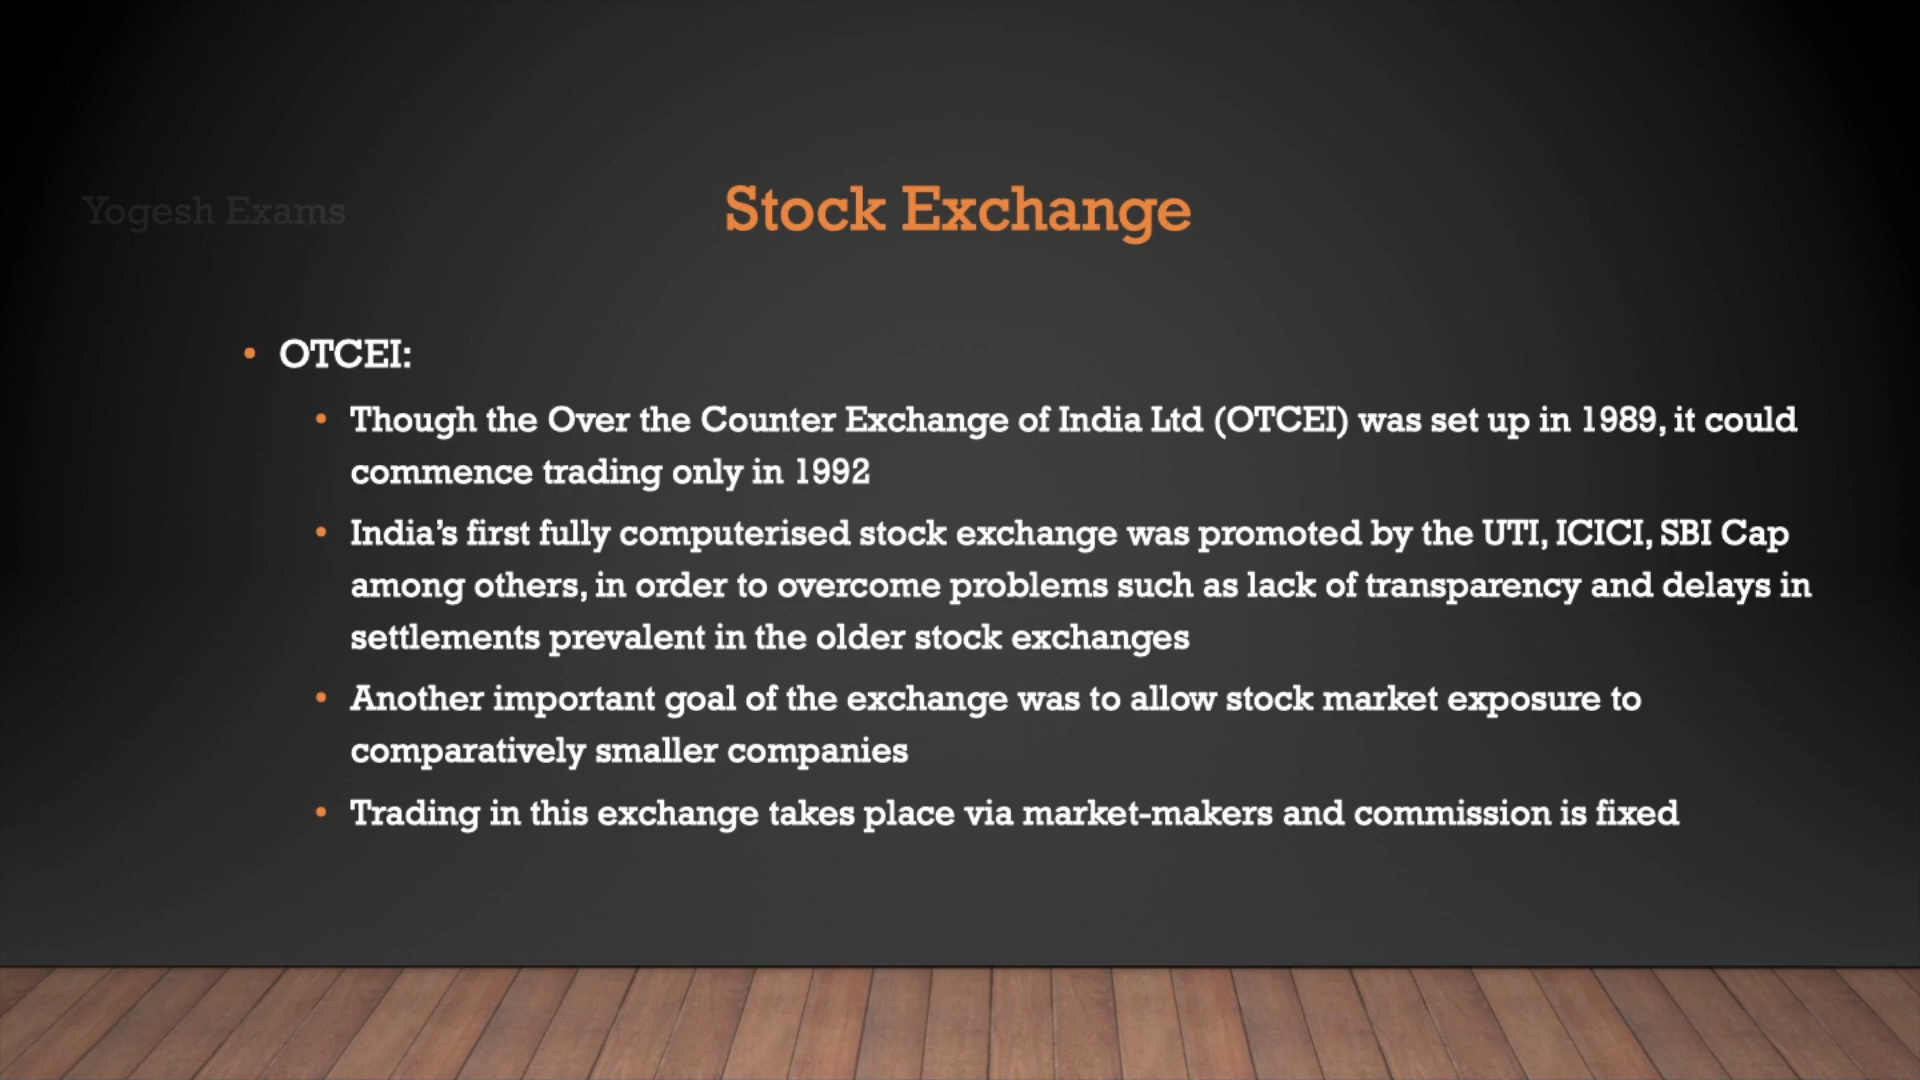 Yogesh Exams
Stock Exchange
• OTCEI:
• Though the Over the Counter Exchange of India Ltd (OTCEI) was set up in 1989, it could
commence trading only in 1992
• India's first fully computerised stock exchange was promoted by the UTI, ICICI, SBI Cap
among others, in order to overcome problems such as lack of transparency and delays in
settlements prevalent in the older stock exchanges
• Another important goal of the exchange was to allow stock market exposure to
comparatively smaller companies
• Trading in this exchange takes place via market-makers and commission is fixed